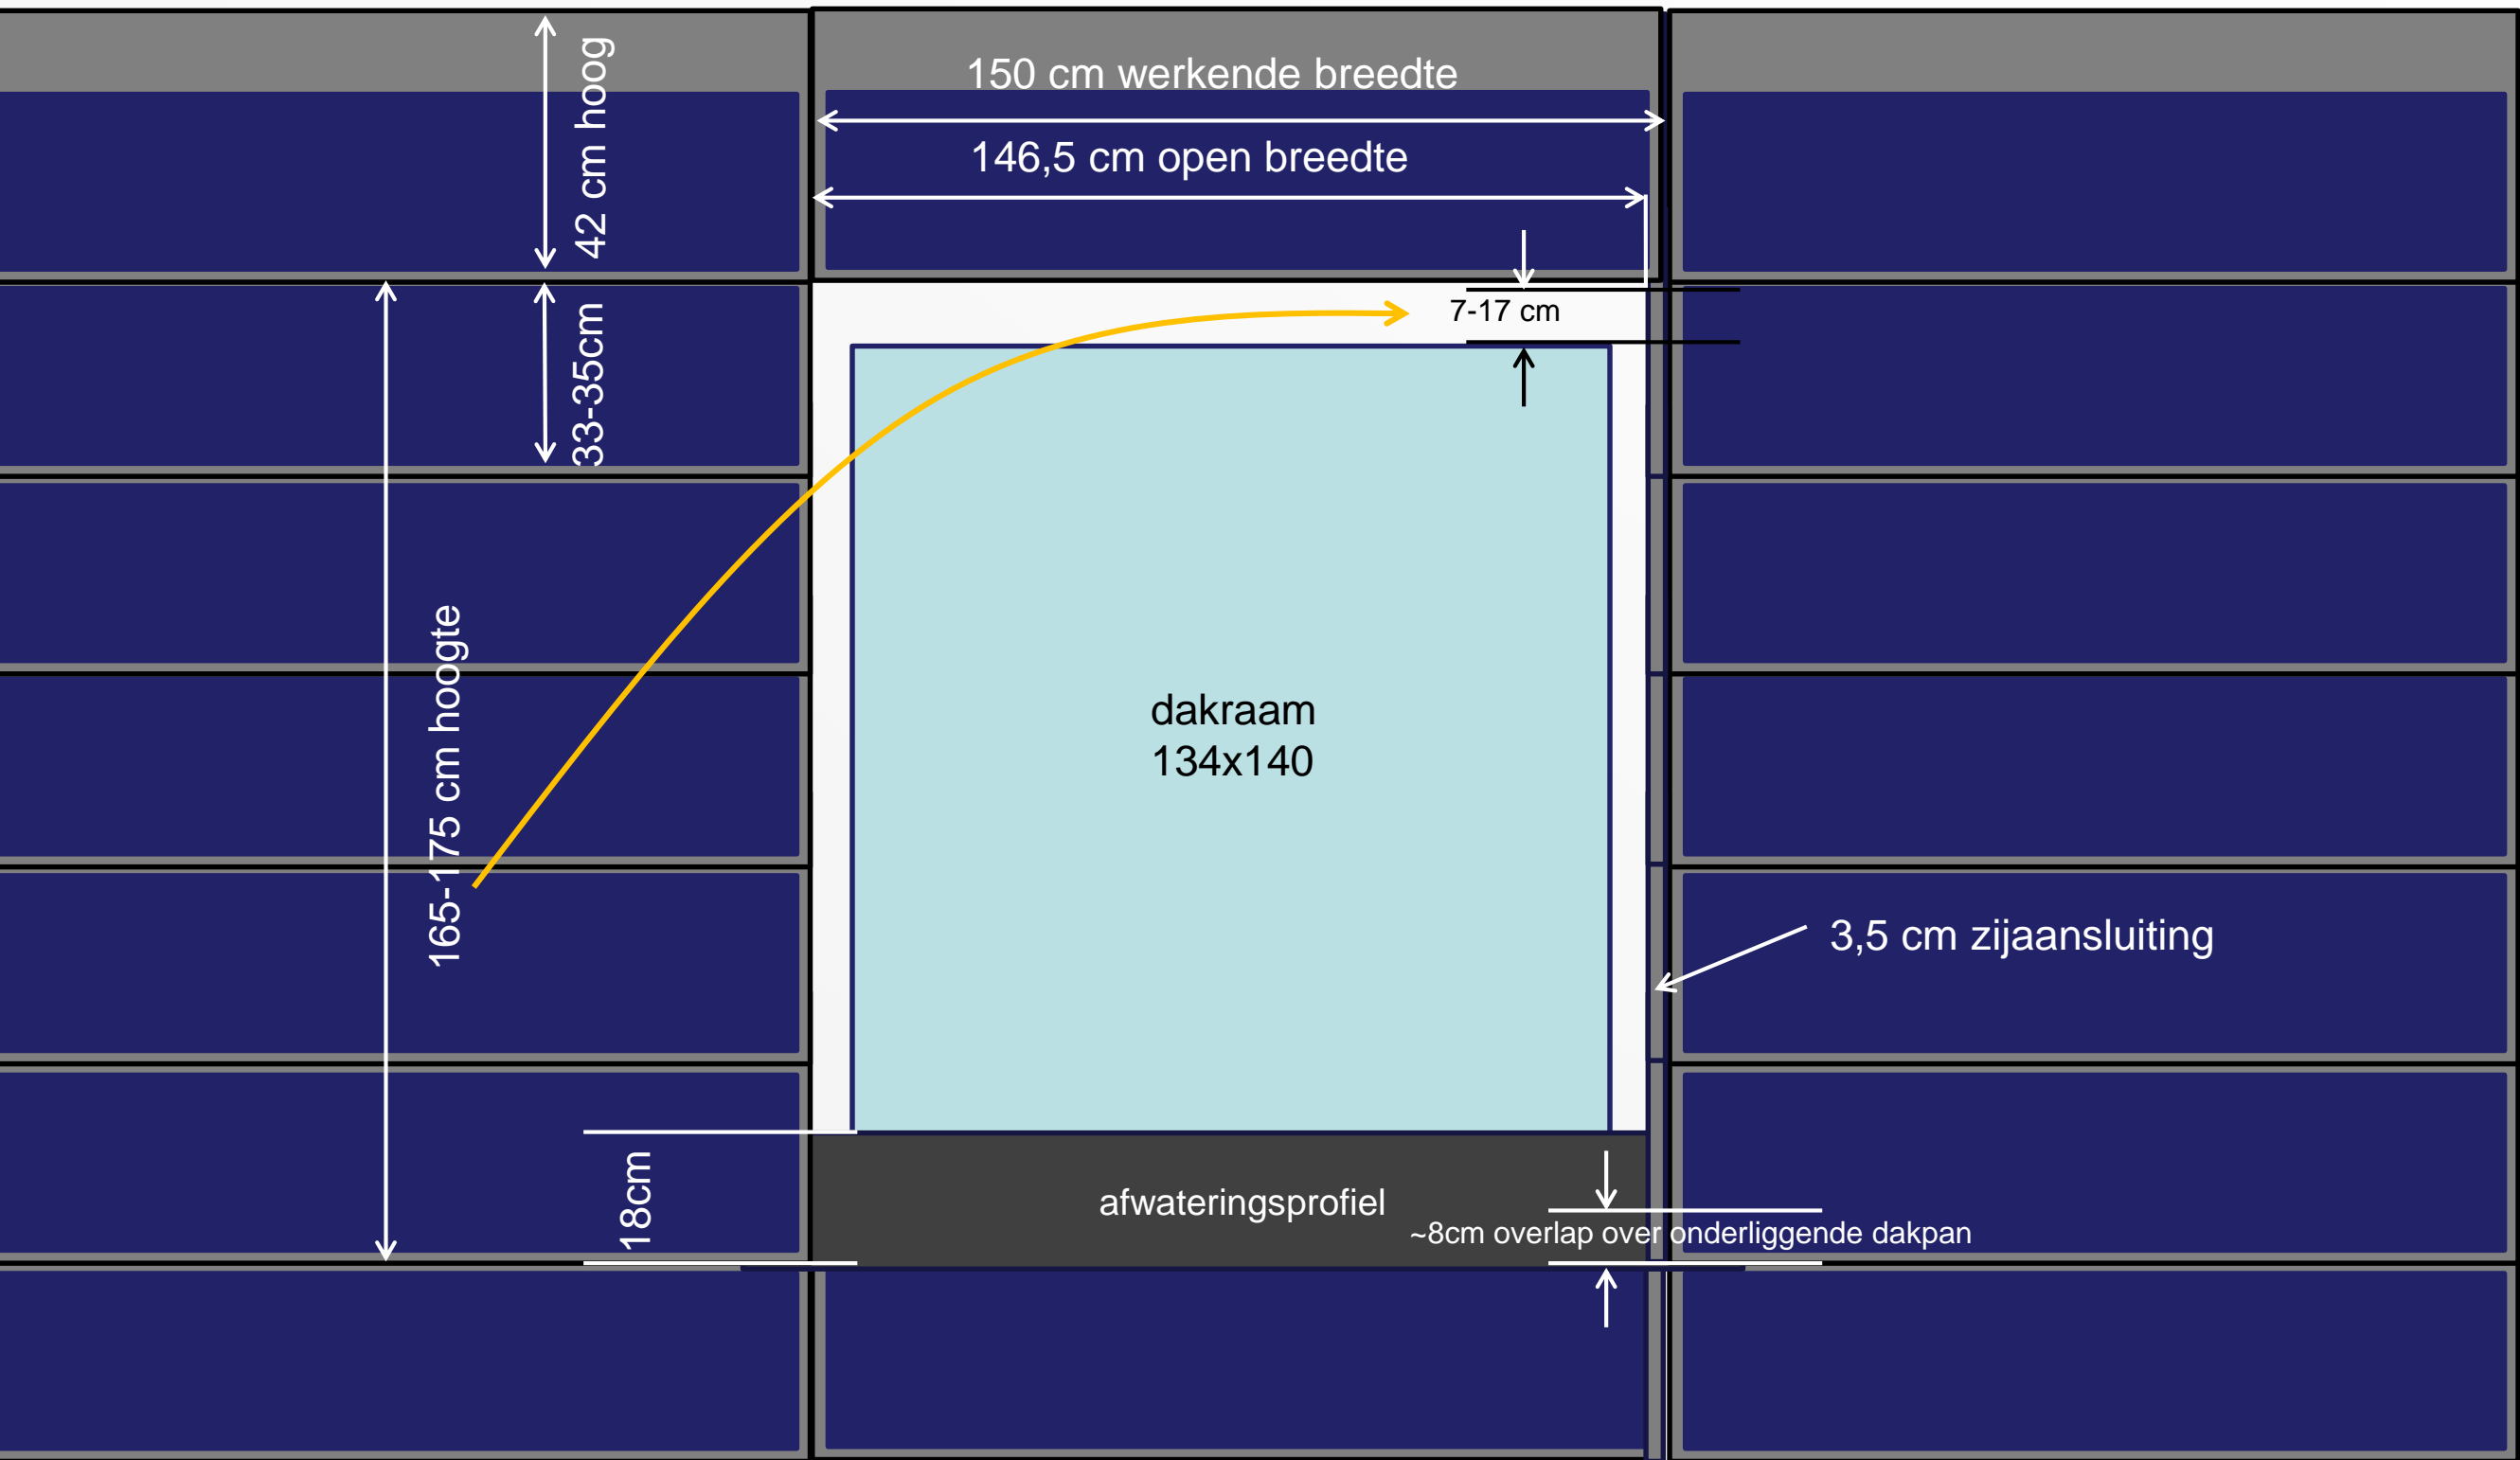 42 cm hoog
150 cm werkende breedte
146,5 cm open breedte
33-35cm
7-17 cm
165-175 cm hoogte
dakraam
134x140
3,5 cm zijaansluiting
18cm
afwateringsprofiel
~8cm overlap over onderliggende dakpan